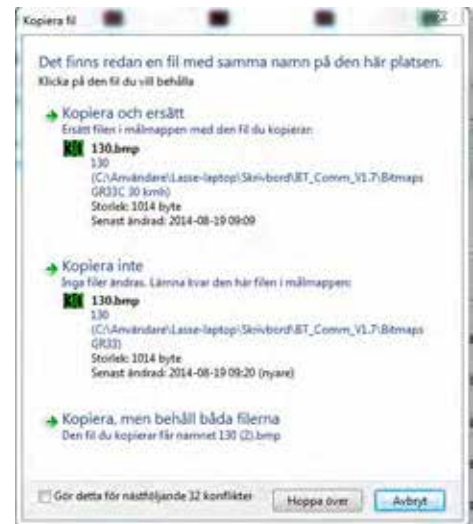 Kopiera fil
Det finns redan en fil med samma namn på den här platsen.
Klicka på den fil du vill behålla
Kopiera och ersätt
Ersätt filen i målmappen med den fil du kopierar:
130.bmp
130
(C:\Användare\Lasse-laptop\Skrivbord\BT_Comm_V1.7\Bitmaps
GR33C 30 kmh)
Storlek: 1014 byte
Senast ändrad: 2014-08-19 09:09
Kopiera inte
Inga filer ändras. Lämna kvar den här filen i målmappen:
130.bmp
130
(C:\Användare\Lasse-laptop\Skrivbord\BT_Comm_V1.7\Bitmaps
GR33)
Storlek: 1014 byte
Senast ändrad: 2014-08-19 09:20 (nyare)
Kopiera, men behåll båda filerna
Den fil du kopierar får namnet 130 (2).bmp
Gör detta för nästföljande 32 konflikter
Hoppa över
Avbryt